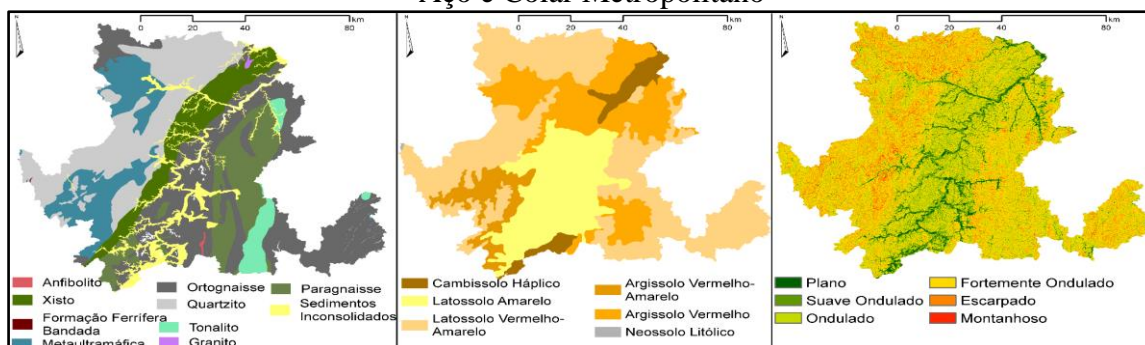 Aço e Colar Metropolitano
N
0 20 40 80
km
Anfibolito
Xisto
Formação Ferrífera
Bandada
Metaultramáfica
Ortognaisse
Quartzito
Tonalito
Granito
Paragnaisse
Sedimentos
Inconsolidados
N
0 20 40 80
km
Cambissolo Háplico
Latossolo Amarelo
Latossolo Vermelho-
Amarelo
Argissolo Vermelho-
Amarelo
Argissolo Vermelho
Neossolo Litólico
N
0 20 40 80
km
Plano
Suave Ondulado
Ondulado
Fortemente Ondulado
Escarpado
Montanhoso